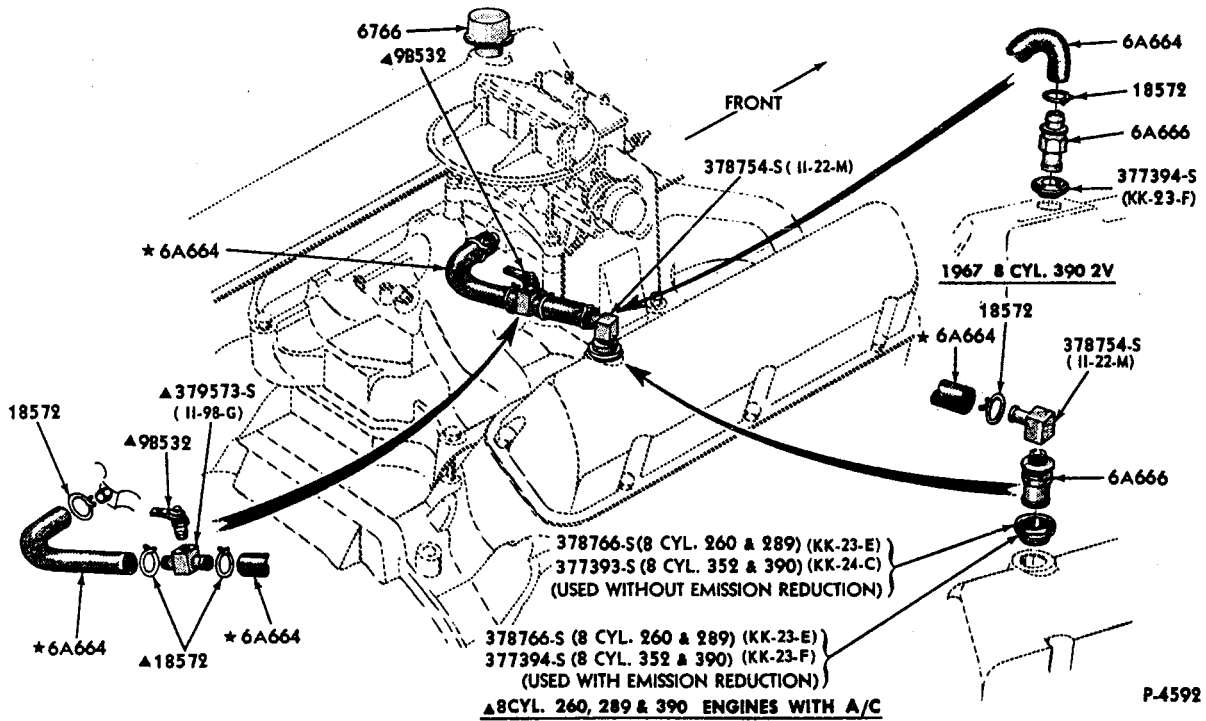 6766
▲9B532
6A664
18572
FRONT
6A666
378754-S ( II-22-M)
377394-S
(KK-23-F)
★ 6A664
1967 8 CYL. 390 2V
18572
★ 6A664
378754-S
( II-22-M)
▲379573-S
( II-98-G)
18572
▲9B532
6A666
378766-S(8 CYL. 260 & 289) (KK-23-E)
377393-S (8 CYL. 352 & 390) (KK-24-C)
(USED WITHOUT EMISSION REDUCTION)
★6A664
★6A664
▲18572
378766-S (8 CYL. 260 & 289) (KK-23-E)
377394-S (8 CYL. 352 & 390) (KK-23-F)
(USED WITH EMISSION REDUCTION)
▲8CYL. 260, 289 & 390 ENGINES WITH A/C
P-4592